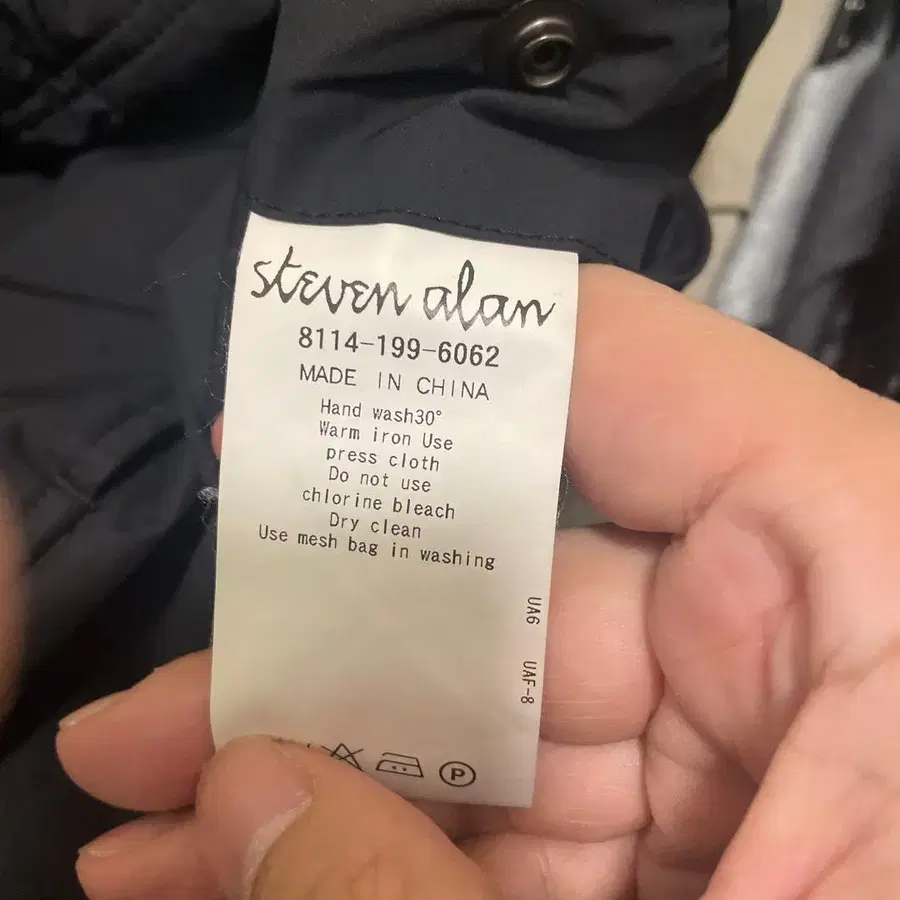 steven alan
8114-199-6062
MADE IN CHINA
Hand wash30°
Warm iron Use
press cloth
Do not use
chlorine bleach
Dry clean
Use mesh bag in washing
UA6 UAF-8
P